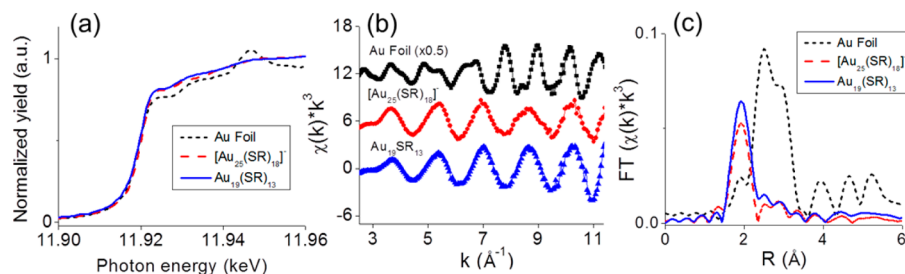 (a)
Normalized yield (a.u.)
1
0
Au Foil
[Au25(SR)18]-
Au19(SR)13
11.90
11.92
11.94
11.96
Photon energy (keV)
(b)
χ(k)*k3
18
12
6
0
-6
Au Foil (x0.5)
[Au25(SR)18]-
Au19SR13
3
5
7
9
11
k (Å-1)
(c)
FT (χ(k)*k3)
0.1
0.0
Au Foil
[Au25(SR)18]-
Au19(SR)13
0
2
4
6
R (Å)